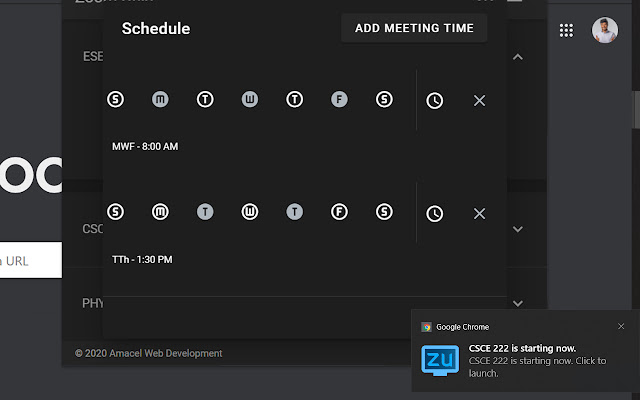 Schedule
ADD MEETING TIME
ESE
S M T W T F S
MWF - 8:00 AM
OC
S M T W T F S
CSC
URL
TTh - 1:30 PM
PHY
Google Chrome
zu
CSCE 222 is starting now.
CSCE 222 is starting now. Click to
launch.
© 2020 Amacel Web Development